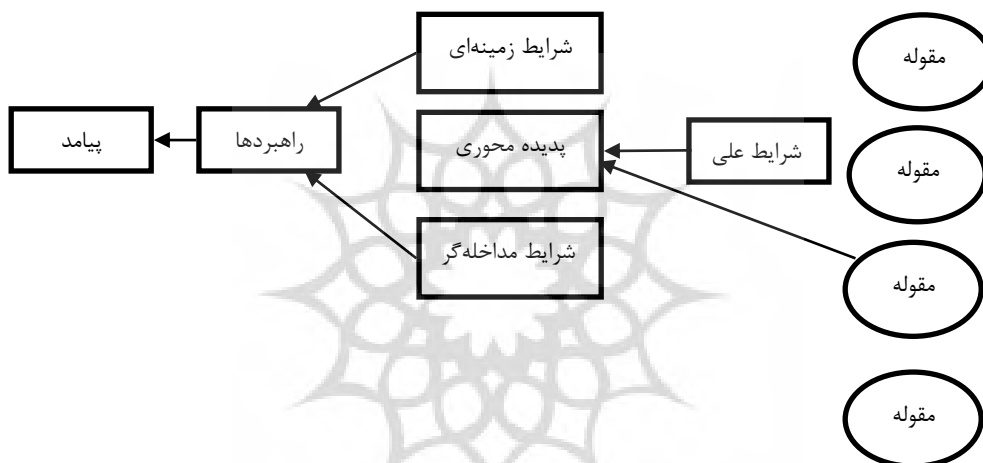 مقوله
شرایط زمینه‌ای
پیامد
راهبردها
پدیده محوری
شرایط علی
مقوله
شرایط مداخله‌گر
مقوله
مقوله